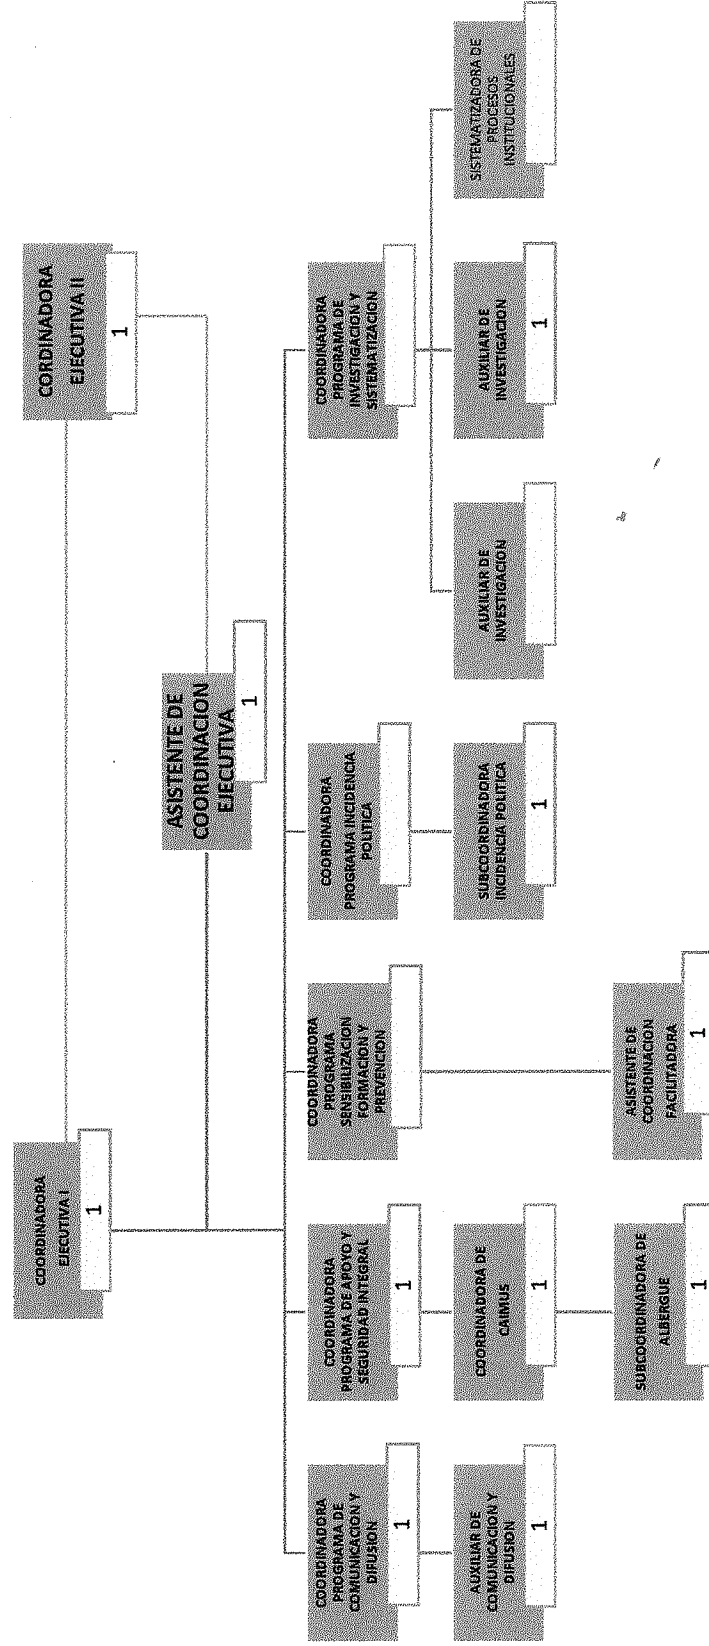 COORDINADORA
EJECUTIVA I
1
CORDINADORA
EJECUTIVA II
1
ASISTENTE DE
COORDINACION
EJECUTIVA
1
COORDINADORA
PROGRAMA DE
COMUNICACION Y
DIFUSION
1
COORDINADORA
PROGRAMA DE APOYO Y
SEGURIDAD INTEGRAL
1
COORDINADORA
PROGRAMA
SENSIBILIZACION
FORMACION Y
PREVENCION
COORDINADORA
PROGRAMA INCIDENCIA
POLITICA
COORDINADORA
PROGRAMA DE
INVESTIGACION Y
SISTEMATIZACION
AUXILIAR DE
COMUNICACION Y
DIFUSION
1
COORDINADORA DE
CAIMUS
1
SUBCOORDINADORA
INCIDENCIA POLITICA
1
AUXILIAR DE
INVESTIGACION
AUXILIAR DE
INVESTIGACION
1
SISTEMATIZADORA DE
PROCESOS
INSTITUCIONALES
SUBCOORDINADORA DE
ALBERGUE
1
ASISTENTE DE
COORDINACION
FACILITADORA
1